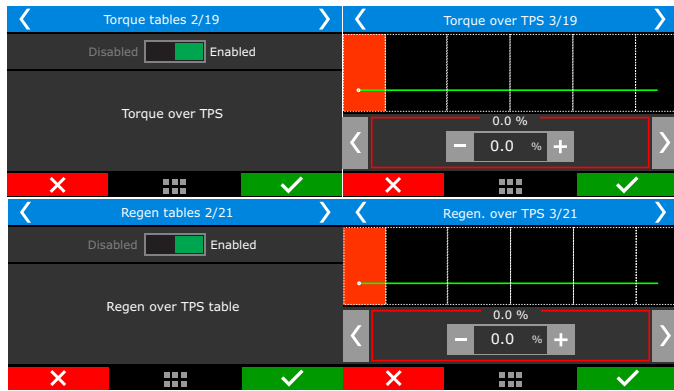 Torque tables 2/19
Disabled Enabled
Torque over TPS
Torque over TPS 3/19
0.0 %
0.0 %
Regen tables 2/21
Disabled Enabled
Regen over TPS table
Regen. over TPS 3/21
0.0 %
0.0 %